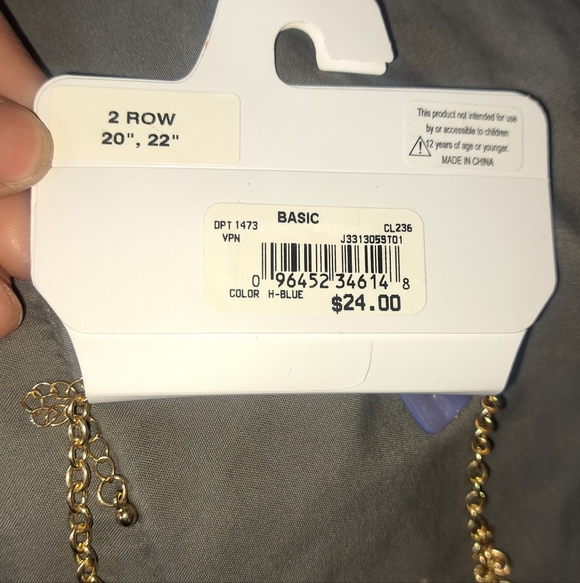 2 ROW
20", 22"
This product not intended for use
by or accessible to children
12 years of age or younger.
MADE IN CHINA
BASIC
DPT 1473 CL236
VPN J3313059T01
0 96452 34614 8
COLOR H-BLUE
$24.00